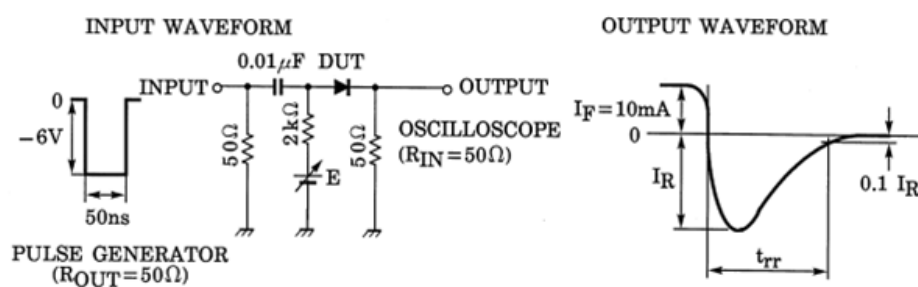 INPUT WAVEFORM
OUTPUT WAVEFORM
0.01μF DUT
INPUT
OUTPUT
0
-6V
50ns
50Ω
2kΩ
E
50Ω
OSCILLOSCOPE
(RIN=50Ω)
PULSE GENERATOR
(ROUT=50Ω)
IF=10mA
0
IR
0.1 IR
trr